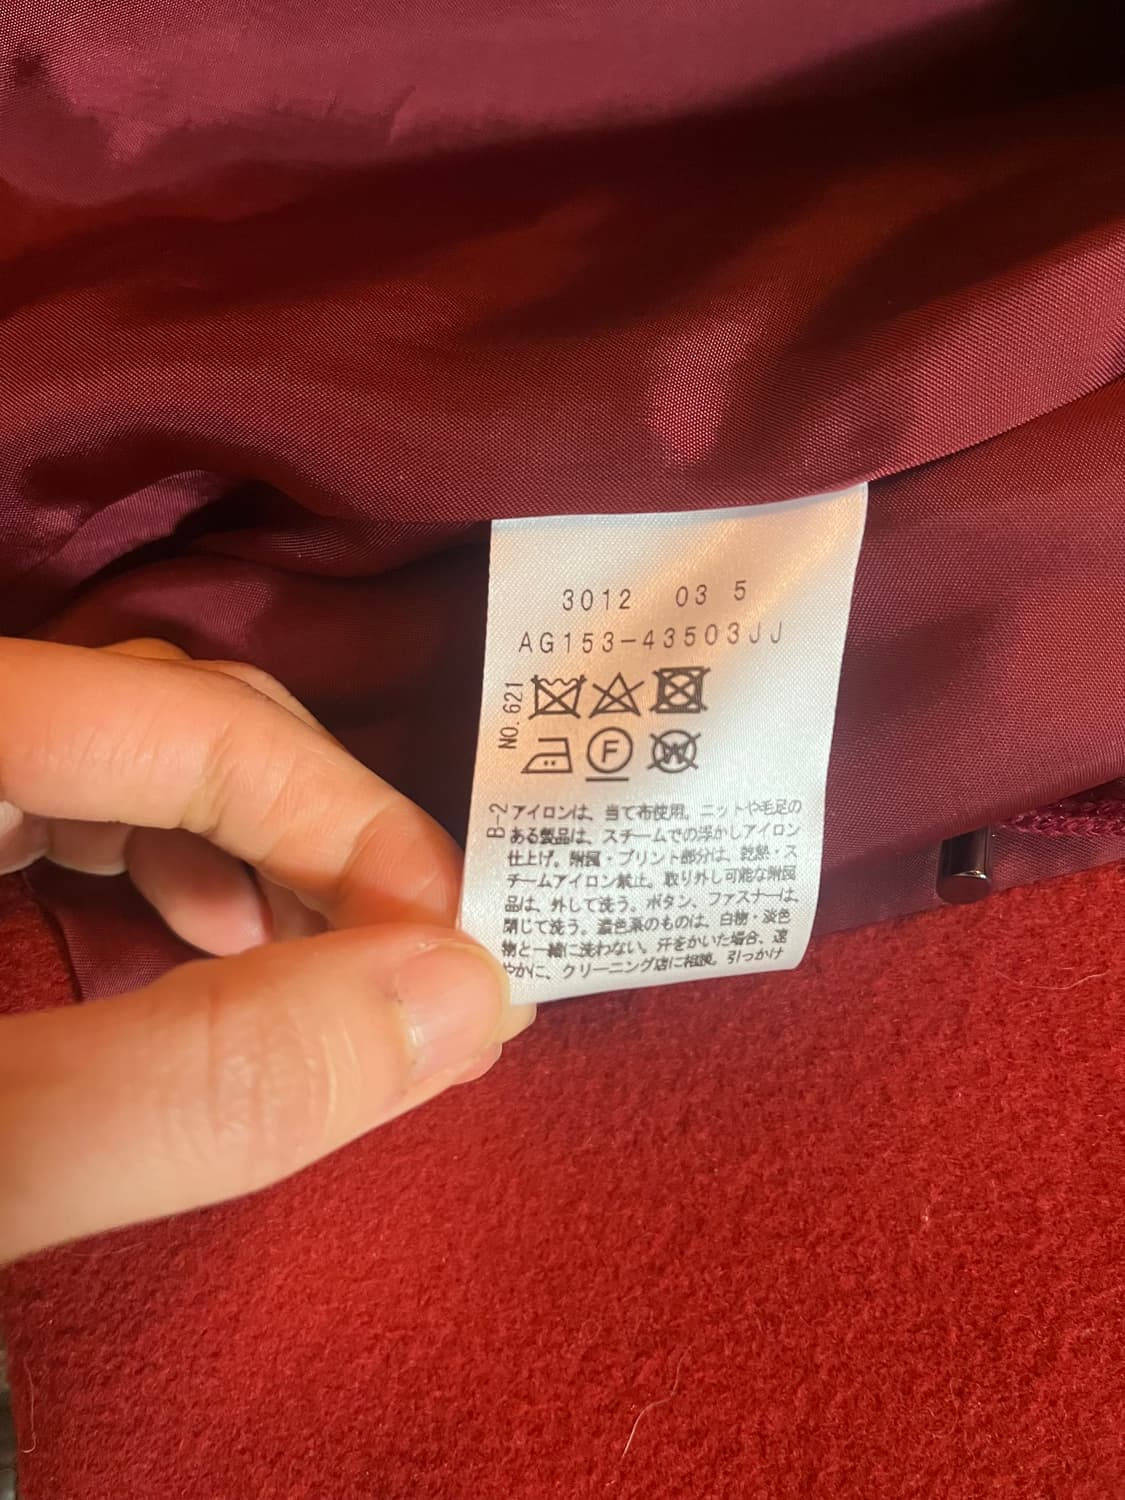 3012 03 5
AG153-43503JJ
NO.621
F
W
B-2
アイロンは、当て布使用。ニットや毛足の
ある製品は、スチームでの浮かしアイロン
仕上げ。附属・プリント部分は、乾熱・ス
チームアイロン禁止。取り外し可能な附属
品は、外して洗う。ボタン、ファスナーは、
閉じて洗う。濃色系のものは、白物・淡色
物と一緒に洗わない。汗をかいた場合、速
やかに、クリーニング店に相談。引っかけ